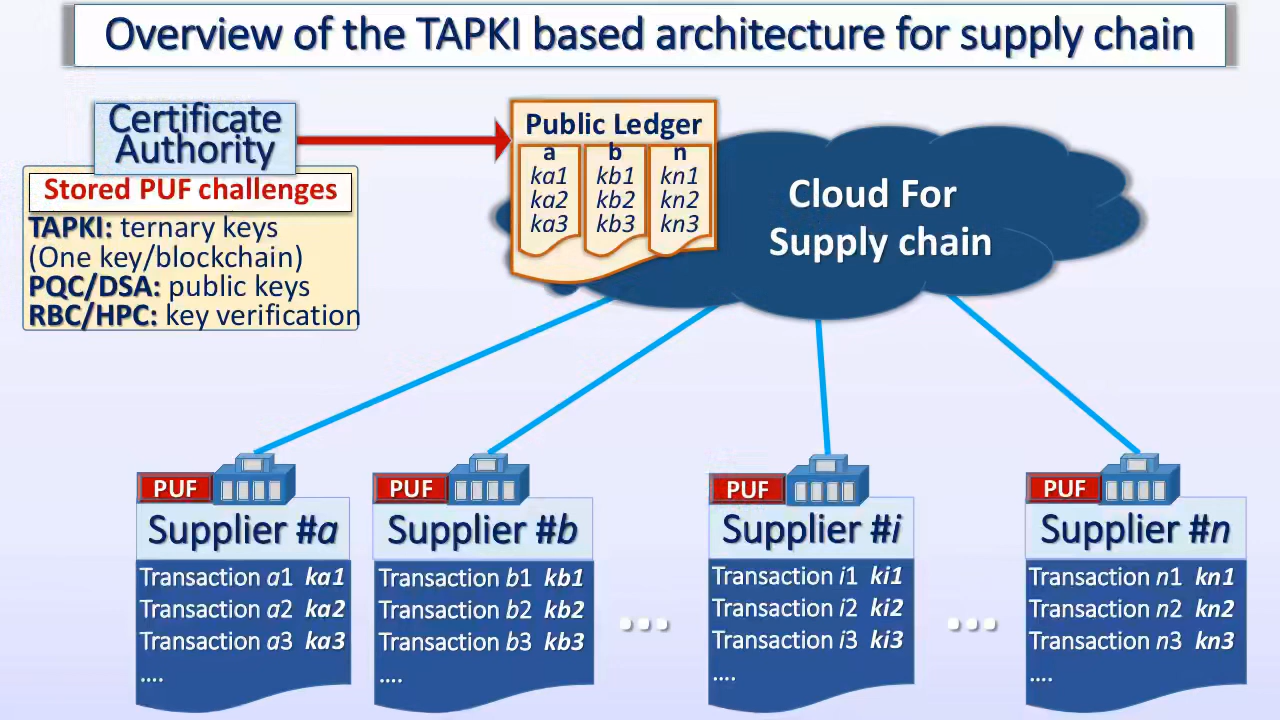 Overview of the TAPKI based architecture for supply chain
Certificate
Authority
Stored PUF challenges
TAPKI: ternary keys
(One key/blockchain)
PQC/DSA: public keys
RBC/HPC: key verification
Public Ledger
a b n
ka1 kb1 kn1
ka2 kb2 kn2
ka3 kb3 kn3
Cloud For
Supply chain
PUF
Supplier #a
Transaction a1 ka1
Transaction a2 ka2
Transaction a3 ka3
....
PUF
Supplier #b
Transaction b1 kb1
Transaction b2 kb2
Transaction b3 kb3
....
...
PUF
Supplier #i
Transaction i1 ki1
Transaction i2 ki2
Transaction i3 ki3
....
...
PUF
Supplier #n
Transaction n1 kn1
Transaction n2 kn2
Transaction n3 kn3
....